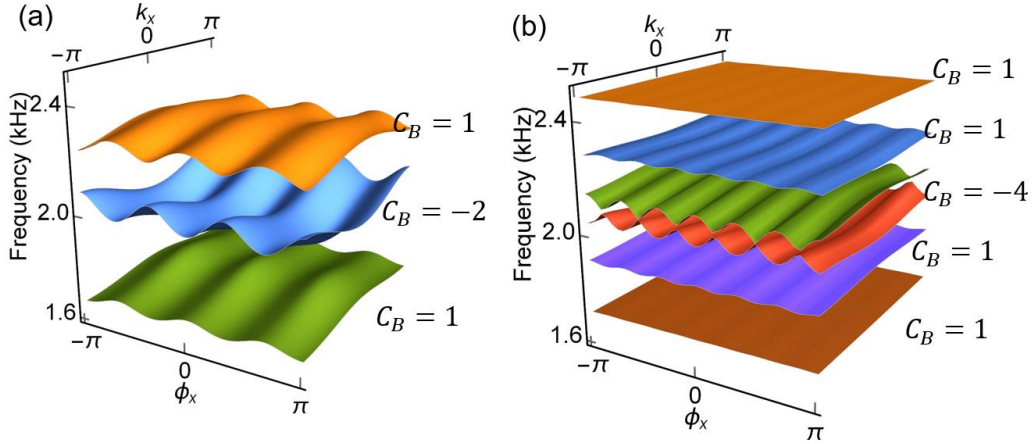 (a)
k_x
−π 0 π
Frequency (kHz)
2.4
2.0
1.6
C_B = 1
C_B = −2
C_B = 1
−π 0 π
ϕ_x
(b)
k_x
−π 0 π
Frequency (kHz)
2.4
2.0
1.6
C_B = 1
C_B = 1
C_B = −4
C_B = 1
C_B = 1
−π 0 π
ϕ_x